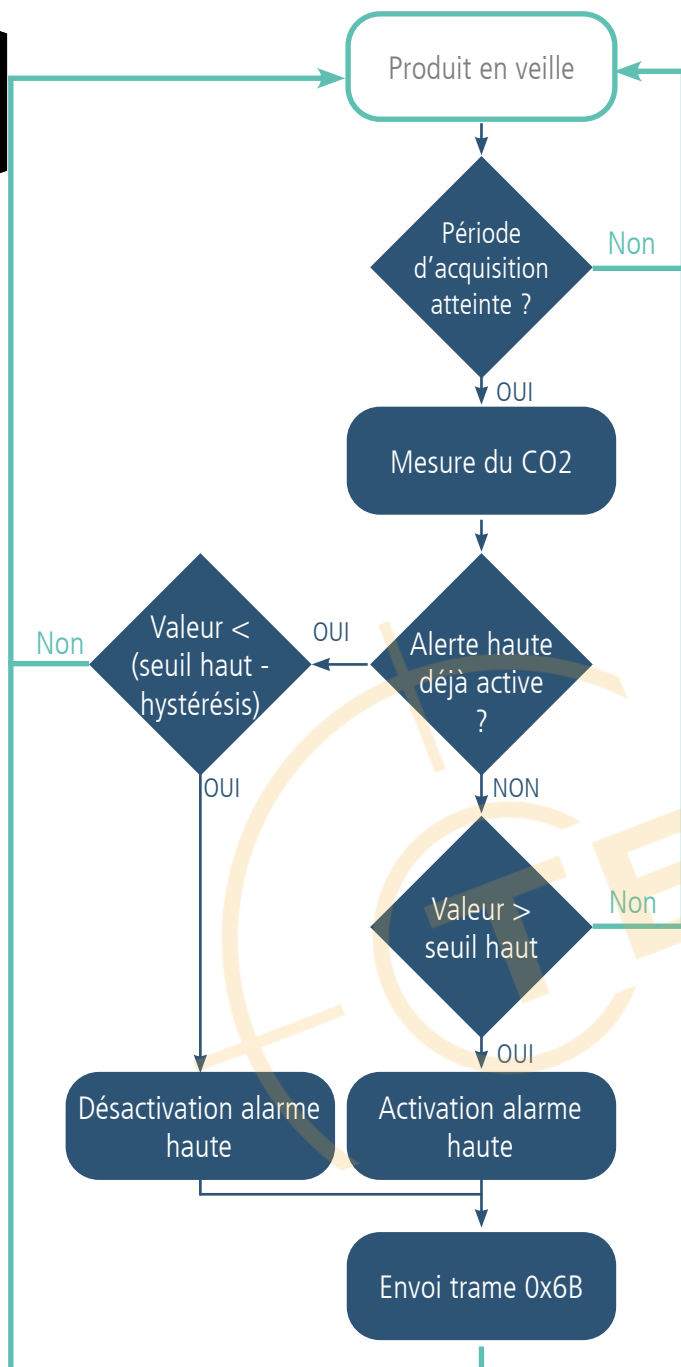 Produit en veille
Période
d'acquisition
atteinte ?
Non
OUI
Mesure du CO2
Alerte haute
déjà active
?
OUI
Valeur <
(seuil haut -
hystérésis)
Non
OUI
NON
Valeur >
seuil haut
Non
OUI
Désactivation alarme
haute
Activation alarme
haute
Envoi trame 0x6B
TE